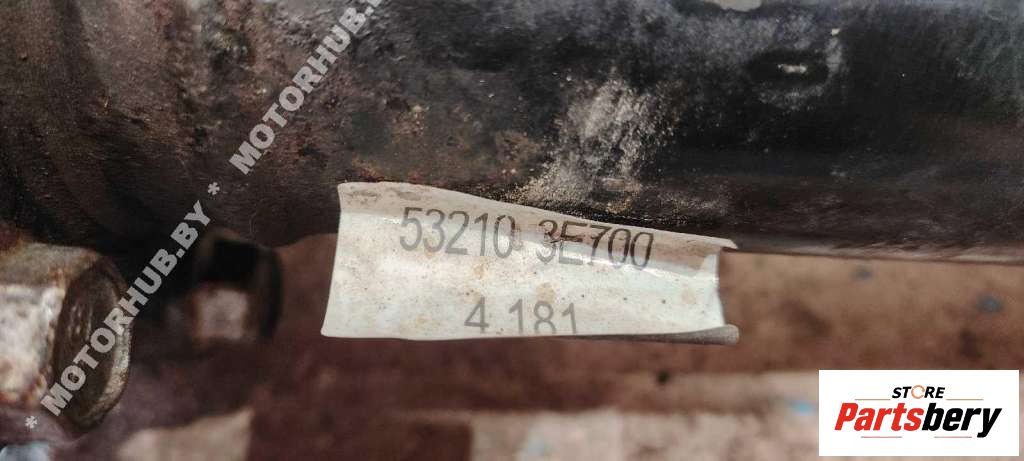 * MOTORHUB.BY * MOTORHUB.BY
53210 3E700
4 181
STORE
Partsbery